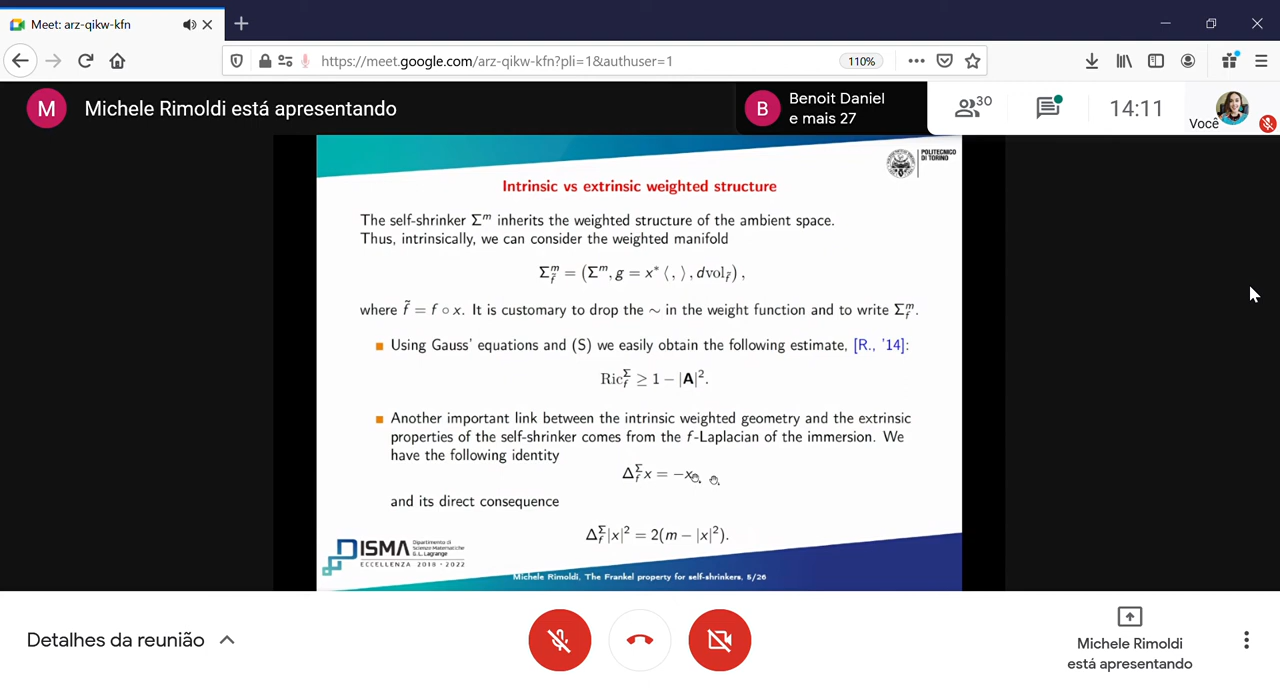 Meet: arz-qikw-kfn
https://meet.google.com/arz-qikw-kfn?pli=1&authuser=1
110%
M
Michele Rimoldi está apresentando
B
Benoit Daniel
e mais 27
30
14:11
Você
POLITECNICO
DI TORINO
Intrinsic vs extrinsic weighted structure
The self-shrinker Σᵐ inherits the weighted structure of the ambient space.
Thus, intrinsically, we can consider the weighted manifold
Σ^m_f̃ = (Σᵐ, g = x* ⟨ , ⟩, dvol_f̃),
where f̃ = f ∘ x. It is customary to drop the ∼ in the weight function and to write Σ^m_f.
Using Gauss' equations and (S) we easily obtain the following estimate, [R., '14]:
Ric^Σ_f ≥ 1 − |A|².
Another important link between the intrinsic weighted geometry and the extrinsic
properties of the self-shrinker comes from the f-Laplacian of the immersion. We
have the following identity
Δ^Σ_f x = −x
and its direct consequence
Δ^Σ_f |x|² = 2(m − |x|²).
DISMA
Dipartimento di
Scienze Matematiche
G.L. Lagrange
ECCELLENZA 2018 · 2022
Michele Rimoldi, The Frankel property for self-shrinkers, 5/26
Detalhes da reunião
Michele Rimoldi
está apresentando